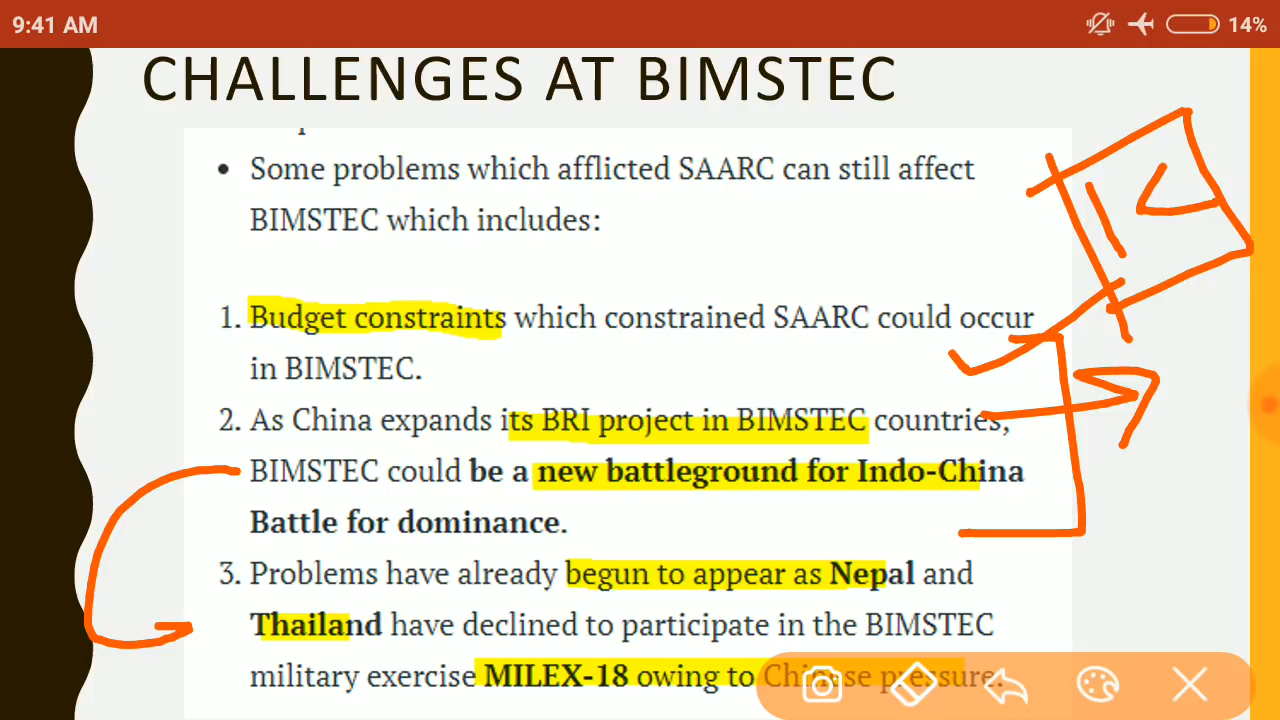 9:41 AM
14%
CHALLENGES AT BIMSTEC
• Some problems which afflicted SAARC can still affect
BIMSTEC which includes:
1. Budget constraints which constrained SAARC could occur
in BIMSTEC.
2. As China expands its BRI project in BIMSTEC countries,
BIMSTEC could be a new battleground for Indo-China
Battle for dominance.
3. Problems have already begun to appear as Nepal and
Thailand have declined to participate in the BIMSTEC
military exercise MILEX-18 owing to Chinese pressure.